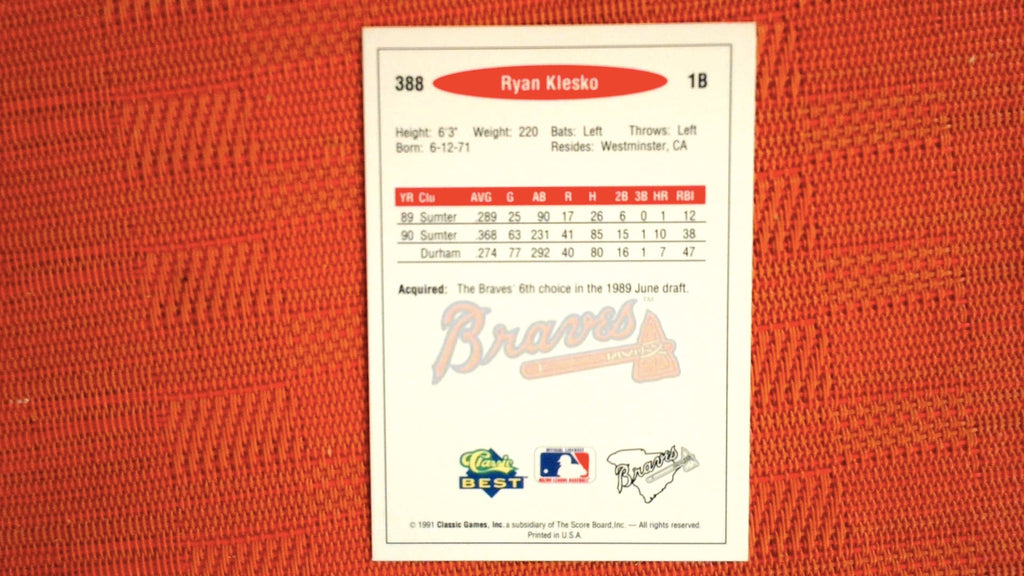 388 Ryan Klesko 1B
Height: 6'3" Weight: 220 Bats: Left Throws: Left
Born: 6-12-71 Resides: Westminster, CA
YR Clu AVG G AB R H 2B 3B HR RBI
89 Sumter .289 25 90 17 26 6 0 1 12
90 Sumter .368 63 231 41 85 15 1 10 38
Durham .274 77 292 40 80 16 1 7 47
Acquired: The Braves' 6th choice in the 1989 June draft.
Braves TM
Classic
BEST
MAJOR LEAGUE BASEBALL
Braves
© 1991 Classic Games, Inc. a subsidiary of The Score Board, Inc. — All rights reserved.
Printed in U.S.A.